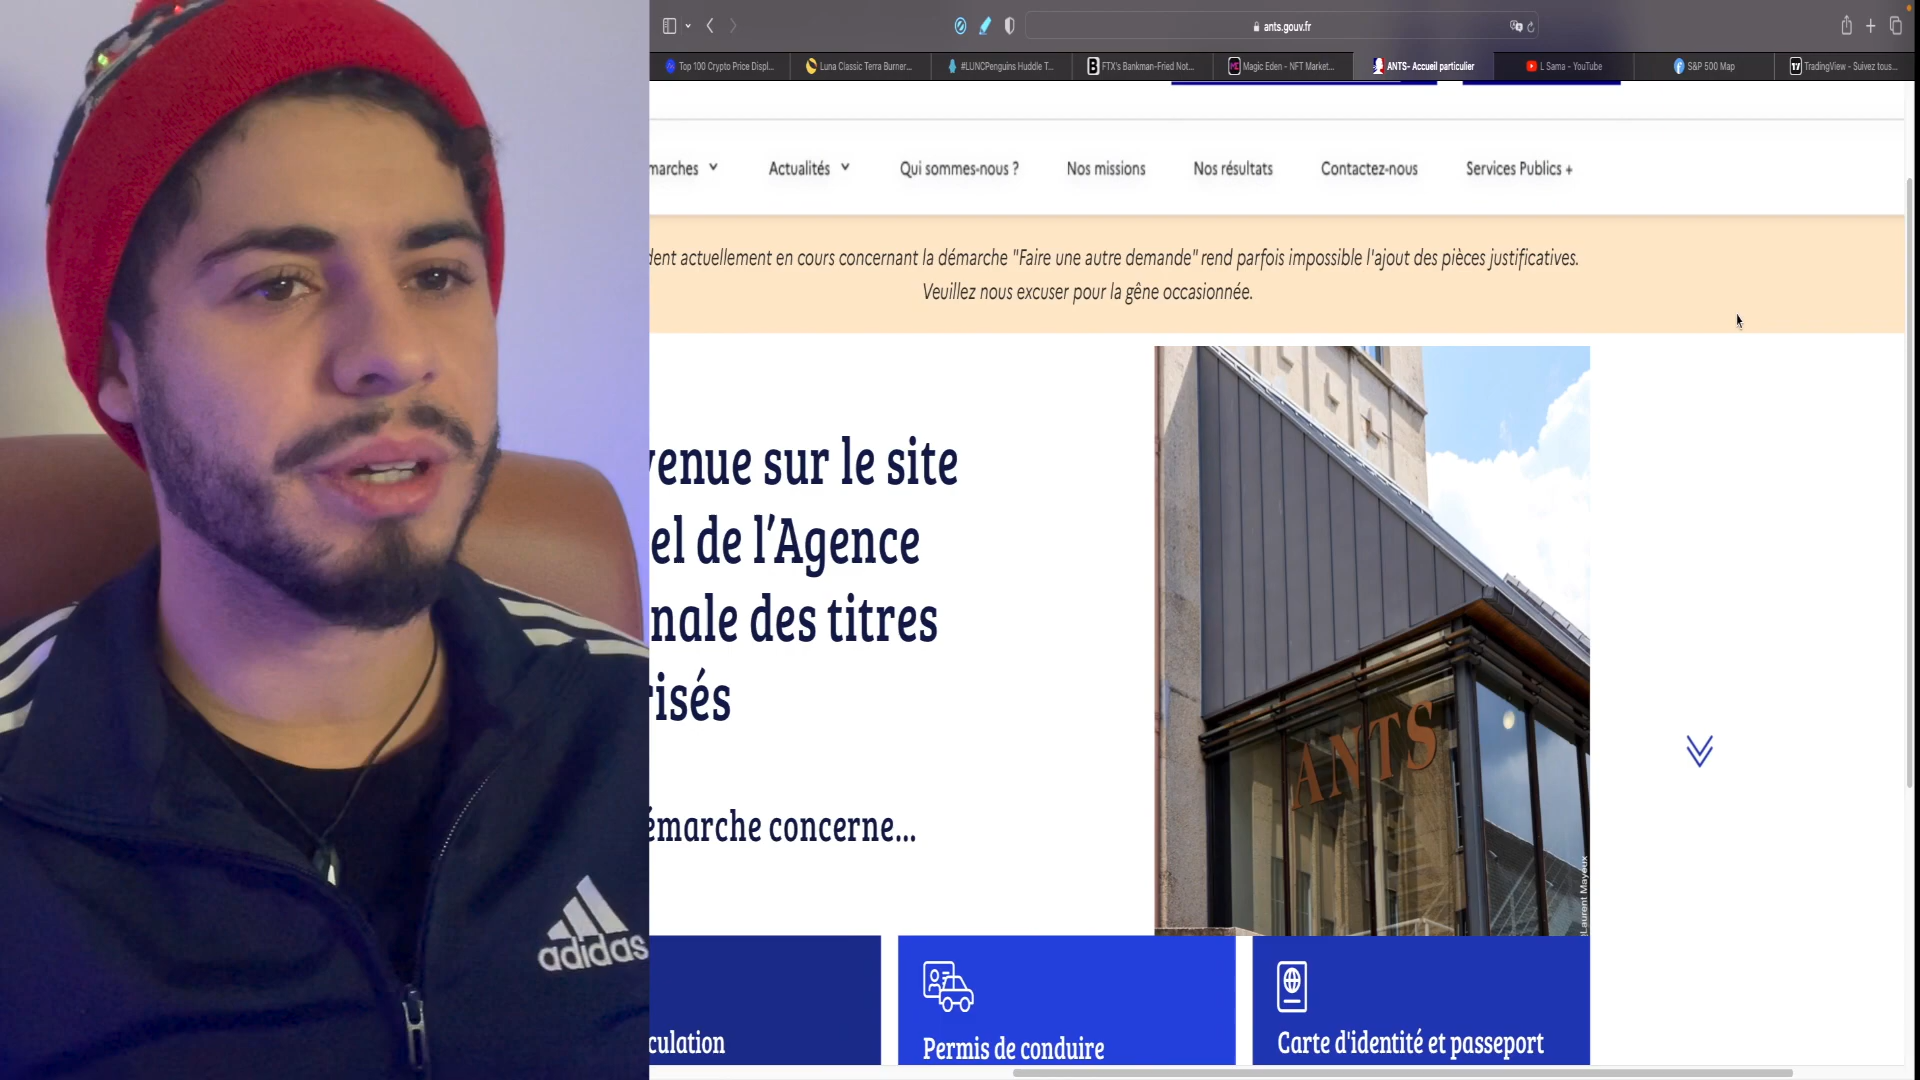 ants.gouv.fr
Top 100 Crypto Price Displ...
Luna Classic Terra Burner...
#LUNCPenguins Huddle T...
FTX's Bankman-Fried Not...
Magic Eden - NFT Market...
ANTS- Accueil particulier
L Sama - YouTube
S&P 500 Map
TradingView - Suivez tous...
marches
Actualités
Qui sommes-nous ?
Nos missions
Nos résultats
Contactez-nous
Services Publics +
dent actuellement en cours concernant la démarche "Faire une autre demande" rend parfois impossible l'ajout des pièces justificatives.
Veuillez nous excuser pour la gêne occasionnée.
venue sur le site
el de l'Agence
nale des titres
risés
émarche concerne...
ANTS
Laurent Mayeux
culation
Permis de conduire
Carte d'identité et passeport
adidas